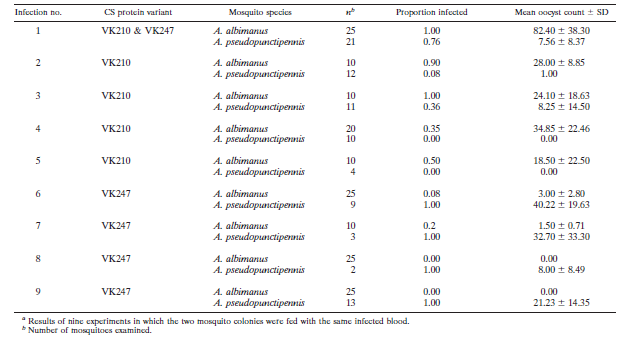 Infection no. CS protein variant Mosquito species n^b Proportion infected Mean oocyst count ± SD
1 VK210 & VK247 A. albimanus 25 1.00 82.40 ± 38.30
A. pseudopunctipennis 21 0.76 7.56 ± 8.37
2 VK210 A. albimanus 10 0.90 28.00 ± 8.85
A. pseudopunctipennis 12 0.08 1.00
3 VK210 A. albimanus 10 1.00 24.10 ± 18.63
A. pseudopunctipennis 11 0.36 8.25 ± 14.50
4 VK210 A. albimanus 20 0.35 34.85 ± 22.46
A. pseudopunctipennis 10 0.00 0.00
5 VK210 A. albimanus 10 0.50 18.50 ± 22.50
A. pseudopunctipennis 4 0.00 0.00
6 VK247 A. albimanus 25 0.08 3.00 ± 2.80
A. pseudopunctipennis 9 1.00 40.22 ± 19.63
7 VK247 A. albimanus 10 0.2 1.50 ± 0.71
A. pseudopunctipennis 3 1.00 32.70 ± 33.30
8 VK247 A. albimanus 25 0.00 0.00
A. pseudopunctipennis 2 1.00 8.00 ± 8.49
9 VK247 A. albimanus 25 0.00 0.00
A. pseudopunctipennis 13 1.00 21.23 ± 14.35
^a Results of nine experiments in which the two mosquito colonies were fed with the same infected blood.
^b Number of mosquitoes examined.